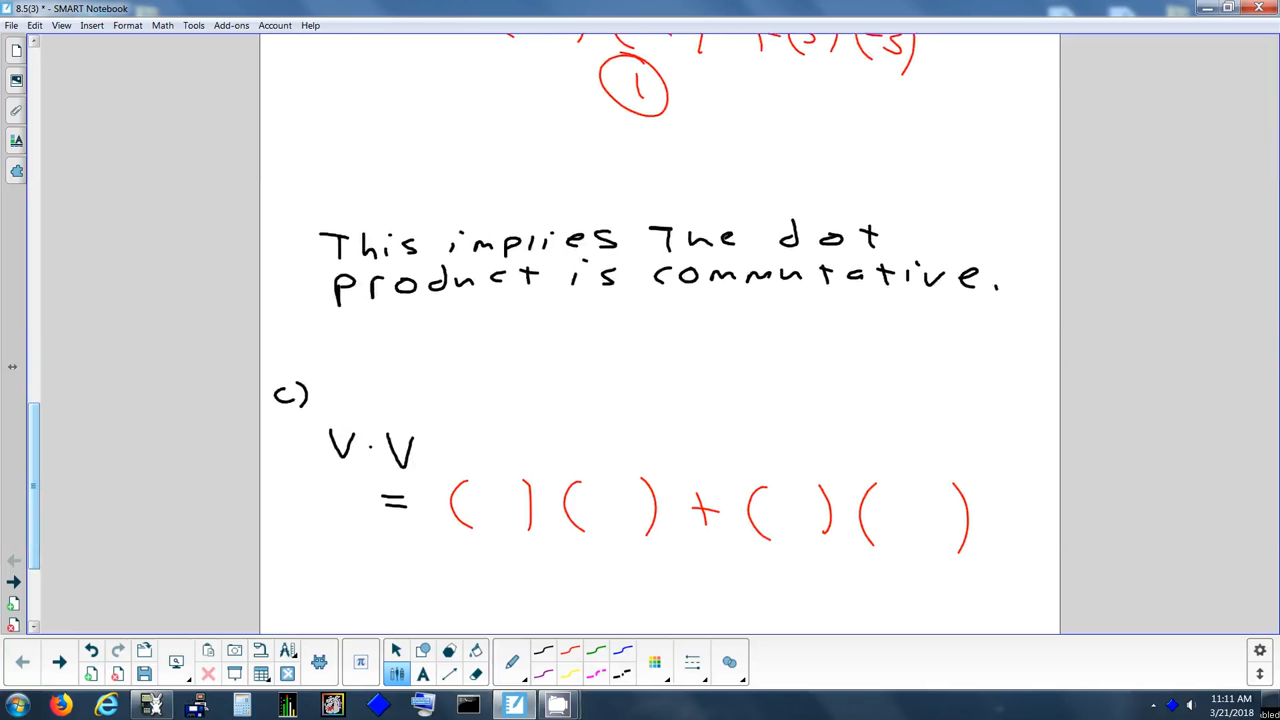 8.5(3) * - SMART Notebook
File Edit View Insert Format Math Tools Add-ons Account Help
1
This implies The dot
product is commutative.
c)
V · V
= ( ) ( ) + ( ) ( )
π
A
11:11 AM
3/21/2018